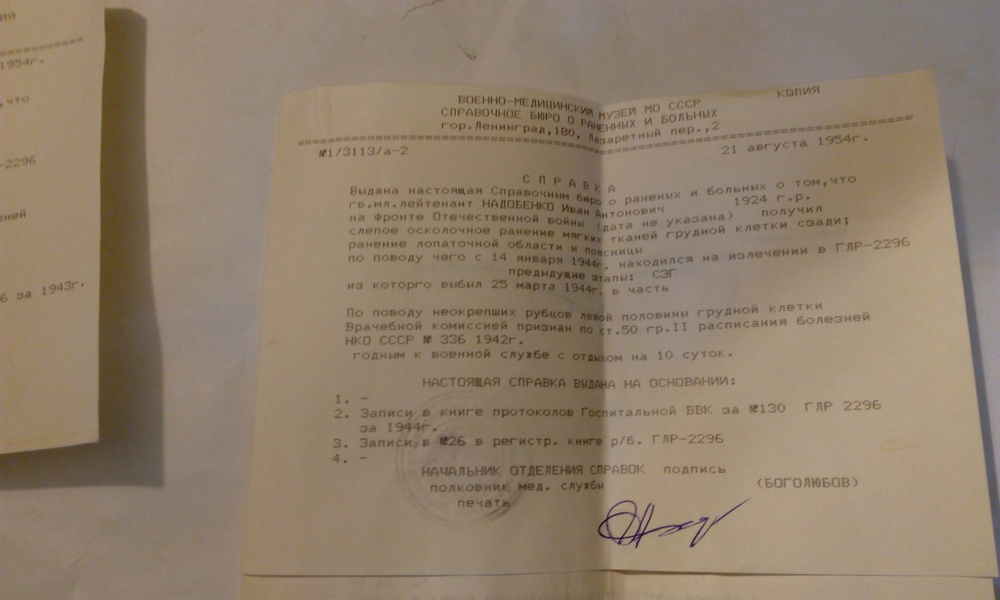 ия
1954г.
,что
-2296
ней
6 за 1943г.
КОПИЯ
ВОЕННО-МЕДИЦИНСКИЙ МУЗЕЙ МО СССР
СПРАВОЧНОЕ БЮРО О РАНЕННЫХ И БОЛЬНЫХ
гор.Ленинград,180, Лазаретный пер.,2
№1/3113/а-2 21 августа 1954г.
С П Р А В К А
Выдана настоящая Справочным бюро о раненых и больных о том,что
гв.мл.лейтенант НАДОБЕНКО Иван Антонович 1924 г.р.
на фронте Отечественной войны (дата не указана) получил
слепое осколочное ранение мягких тканей грудной клетки сзади;
ранение лопаточной области и поясницы
по поводу чего с 14 января 1944г. находился на излечении в ГЛР-2296
предыдущие этапы: СЭГ
из которго выбыл 25 марта 1944г. в часть
По поводу неокрепших рубцов левой половины грудной клетки
Врачебной комиссией признан по ст.50 гр.II расписания болезней
НКО СССР № 336 1942г.
годным к военной службе с отдыхом на 10 суток.
НАСТОЯЩАЯ СПРАВКА ВЫДАНА НА ОСНОВАНИИ:
1. -
2. Записи в книге протоколов Госпитальной ВВК за №130 ГЛР 2296
за 1944г.
3. Записи в №26 в регистр. книге р/б. ГЛР-2296
4. -
НАЧАЛЬНИК ОТДЕЛЕНИЯ СПРАВОК подпись
полковник мед. службы (БОГОЛЮБОВ)
печать